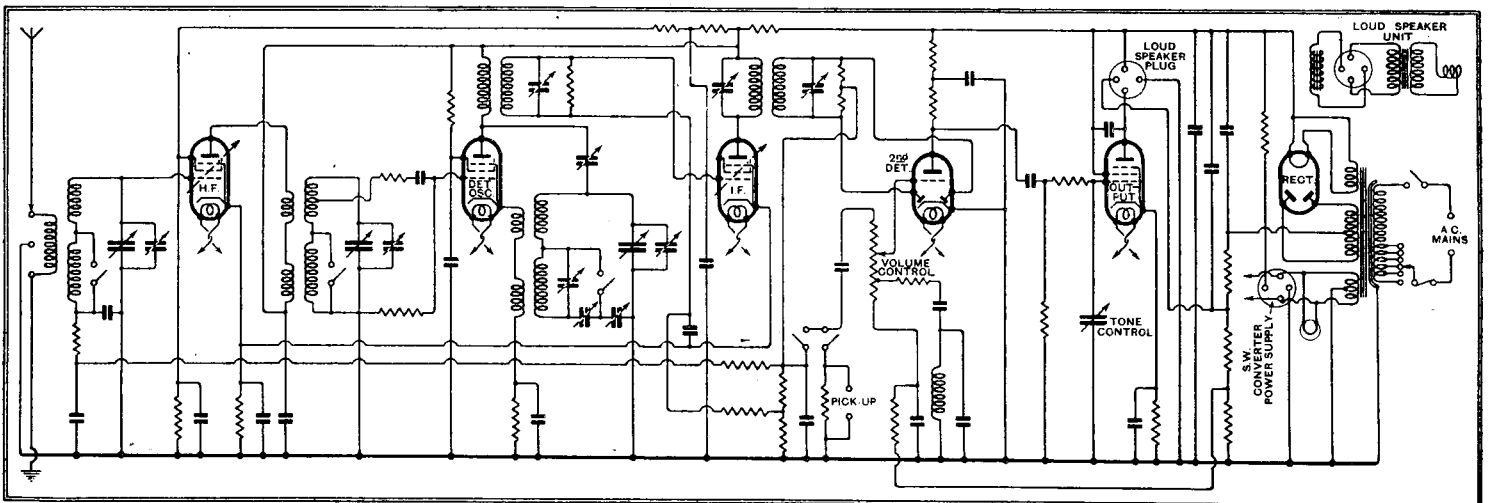 H.F.
DET.
OSC.
I.F.
2nd
DET.
VOLUME
CONTROL
PICK-UP
LOUD
SPEAKER
PLUG
OUT-
PUT
TONE
CONTROL
RECT.
S.W.
CONVERTER
POWER SUPPLY
LOUD SPEAKER
UNIT
A.C.
MAINS